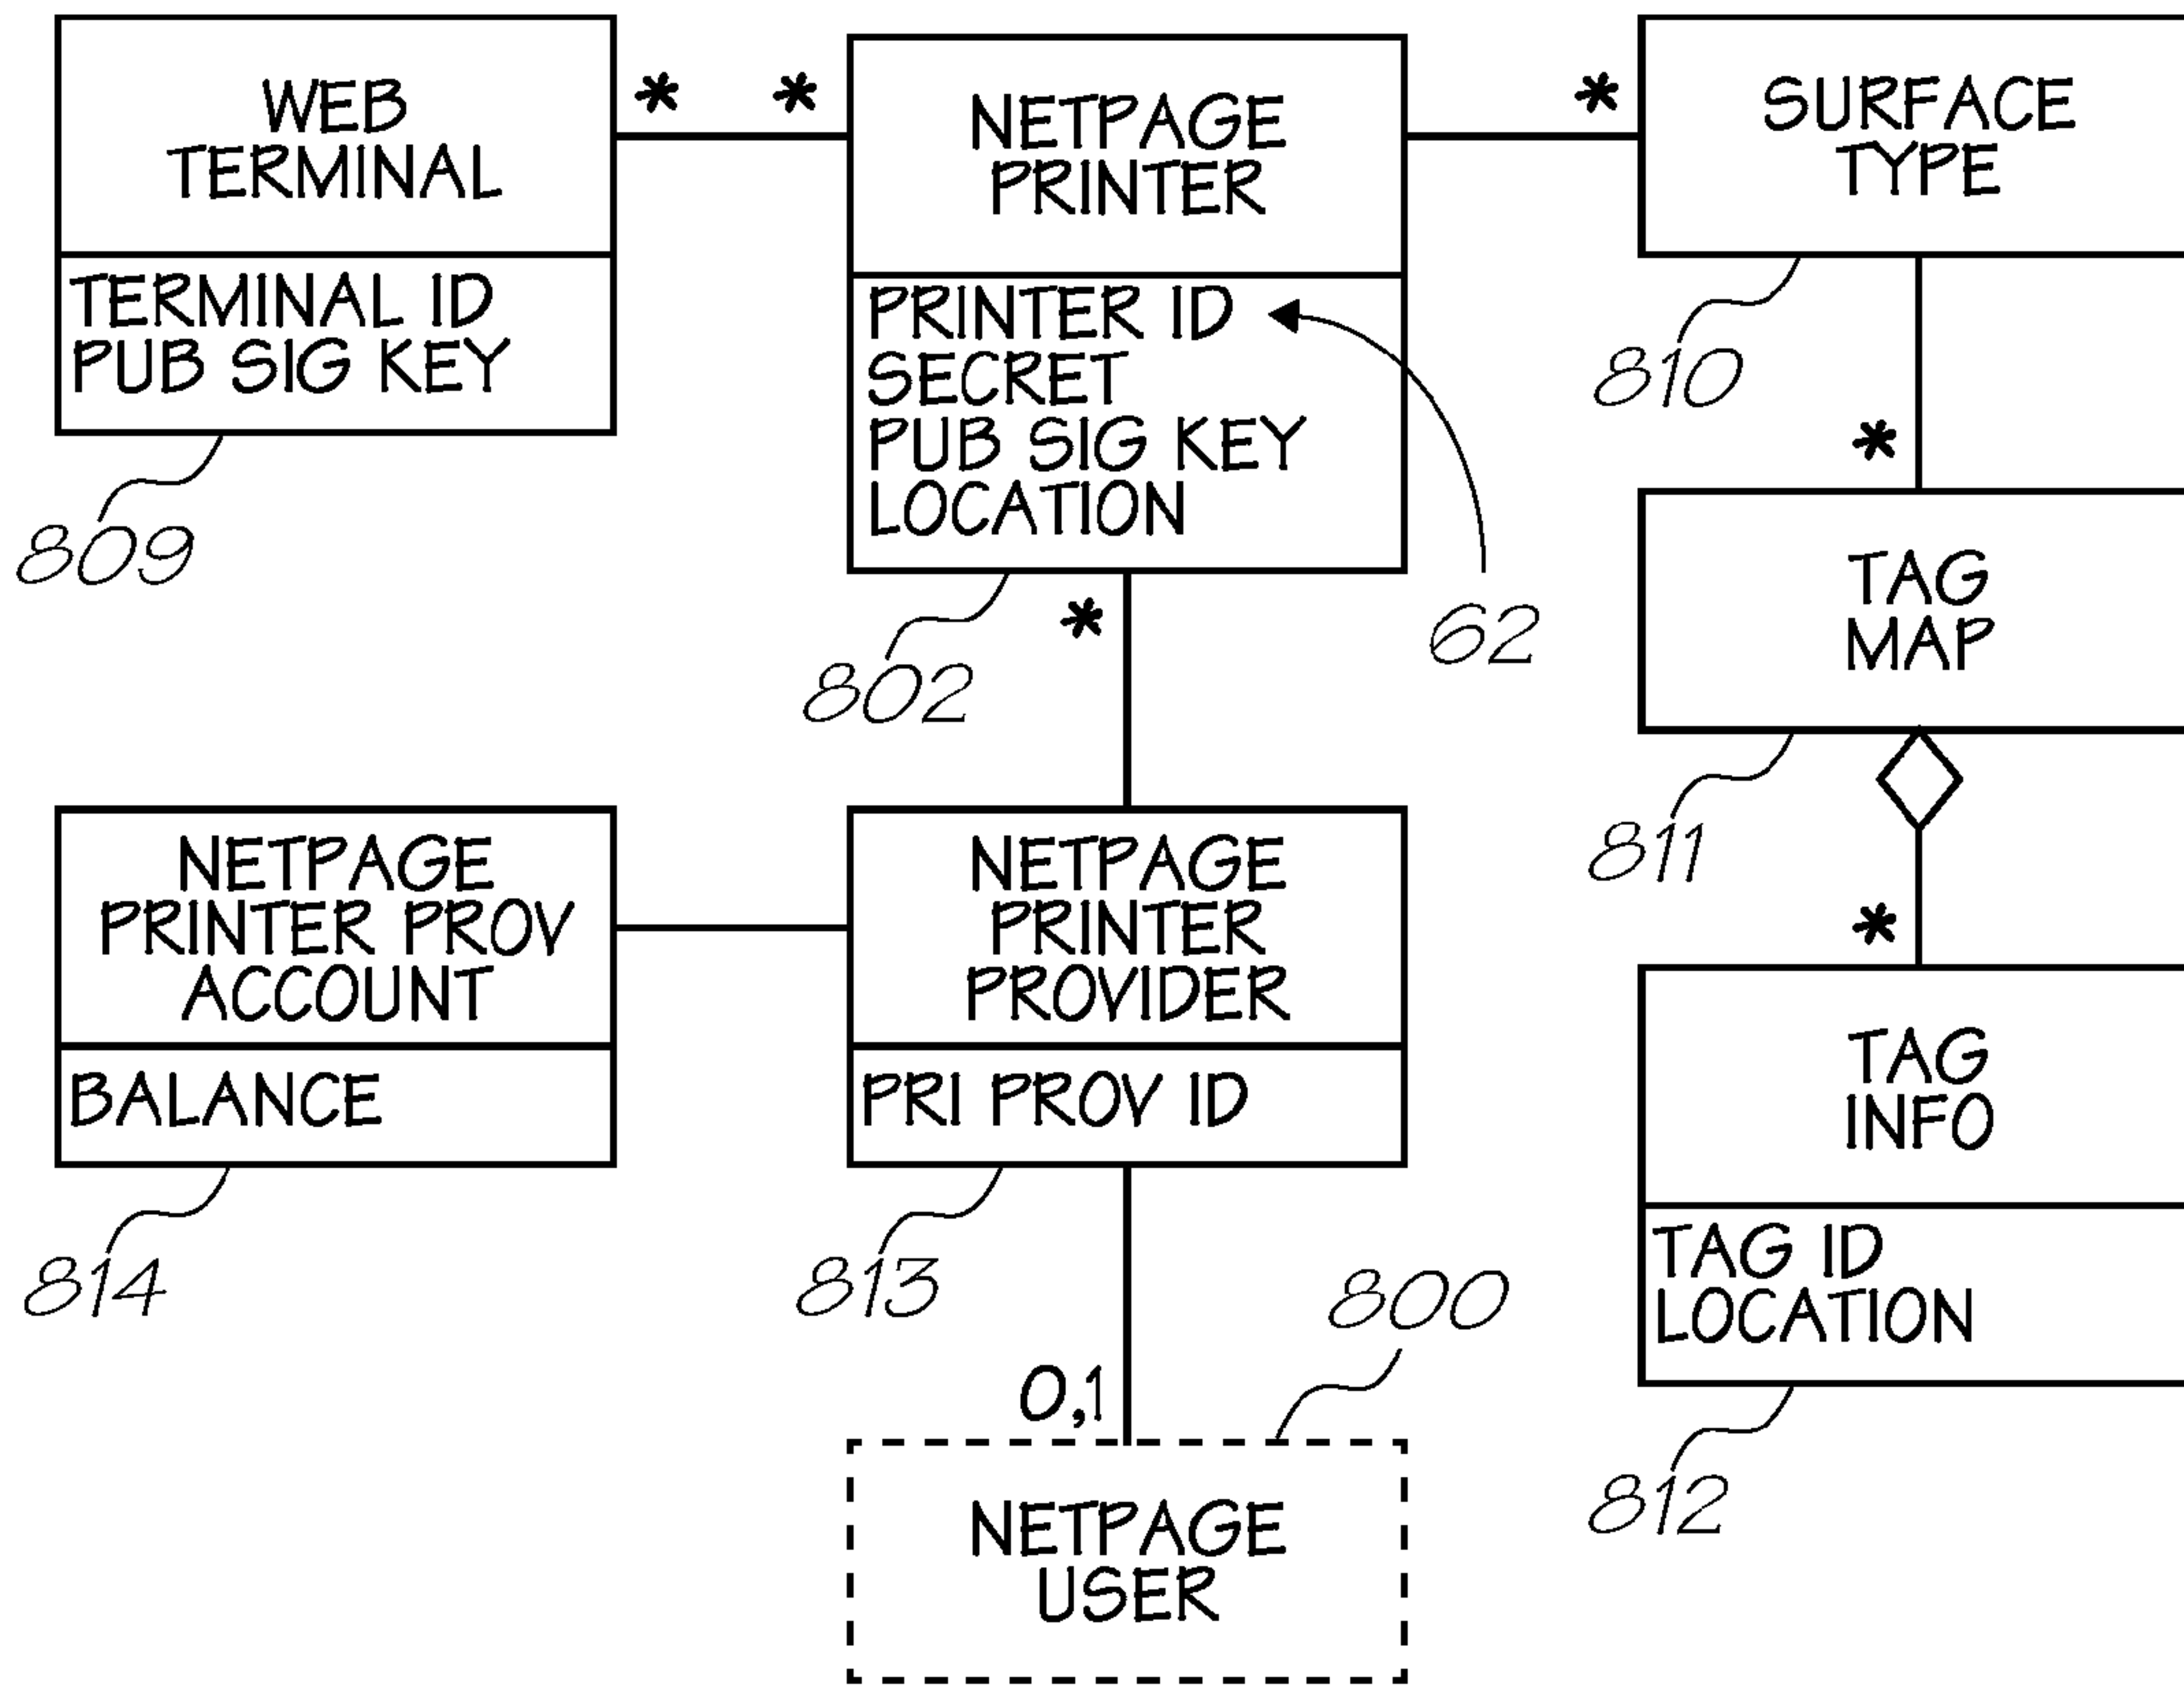 WEB
TERMINAL
TERMINAL ID
PUB SIG KEY
809
* *
NETPAGE
PRINTER
PRINTER ID
SECRET
PUB SIG KEY
LOCATION
62
802
*
*
SURFACE
TYPE
810
*
TAG
MAP
811
*
TAG
INFO
TAG ID
LOCATION
812
NETPAGE
PRINTER PROV
ACCOUNT
BALANCE
814
NETPAGE
PRINTER
PROVIDER
PRI PROV ID
813
800
0,1
NETPAGE
USER